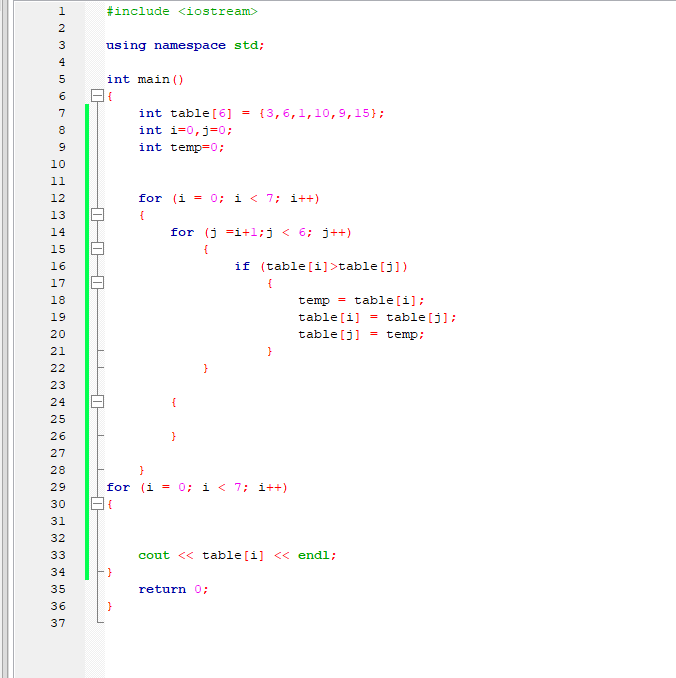 1 #include <iostream>
2
3 using namespace std;
4
5 int main()
6 {
7 int table[6] = {3,6,1,10,9,15};
8 int i=0,j=0;
9 int temp=0;
10
11
12 for (i = 0; i < 7; i++)
13 {
14 for (j =i+1;j < 6; j++)
15 {
16 if (table[i]>table[j])
17 {
18 temp = table[i];
19 table[i] = table[j];
20 table[j] = temp;
21 }
22 }
23
24 {
25
26 }
27
28 }
29 for (i = 0; i < 7; i++)
30 {
31
32
33 cout << table[i] << endl;
34 }
35 return 0;
36 }
37